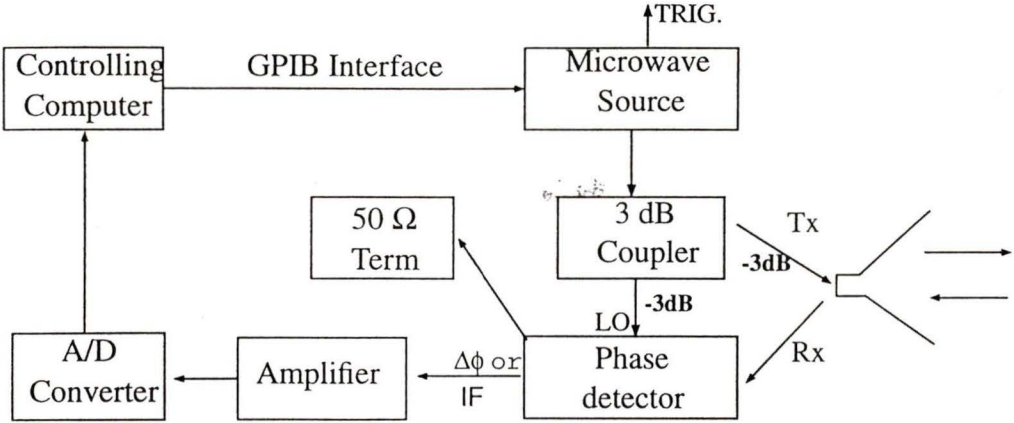 TRIG.
Controlling
Computer
GPIB Interface
Microwave
Source
50 Ω
Term
3 dB
Coupler
Tx
-3dB
-3dB
LO
A/D
Converter
Amplifier
Δϕ or
IF
Phase
detector
Rx